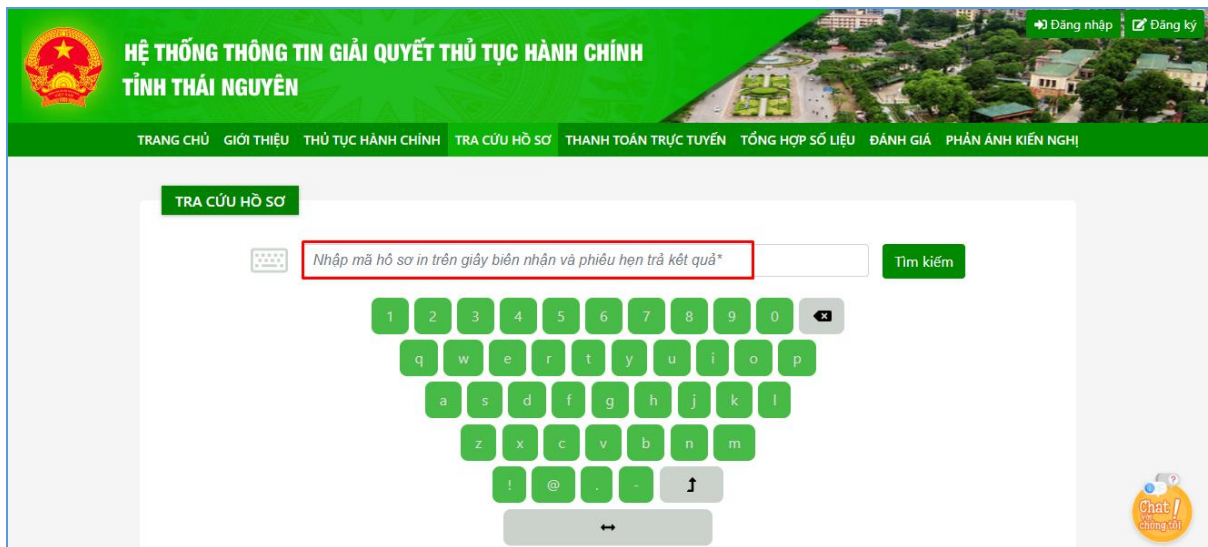 Đăng nhập Đăng ký
HỆ THỐNG THÔNG TIN GIẢI QUYẾT THỦ TỤC HÀNH CHÍNH
TỈNH THÁI NGUYÊN
TRANG CHỦ GIỚI THIỆU THỦ TỤC HÀNH CHÍNH TRA CỨU HỒ SƠ THANH TOÁN TRỰC TUYẾN TỔNG HỢP SỐ LIỆU ĐÁNH GIÁ PHẢN ÁNH KIẾN NGHỊ
TRA CỨU HỒ SƠ
Nhập mã hồ sơ in trên giấy biên nhận và phiếu hẹn trả kết quả* Tìm kiếm
1 2 3 4 5 6 7 8 9 0
q w e r t y u i o p
a s d f g h j k l
z x c v b n m
! @ . -
Chat!
với
chúng tôi